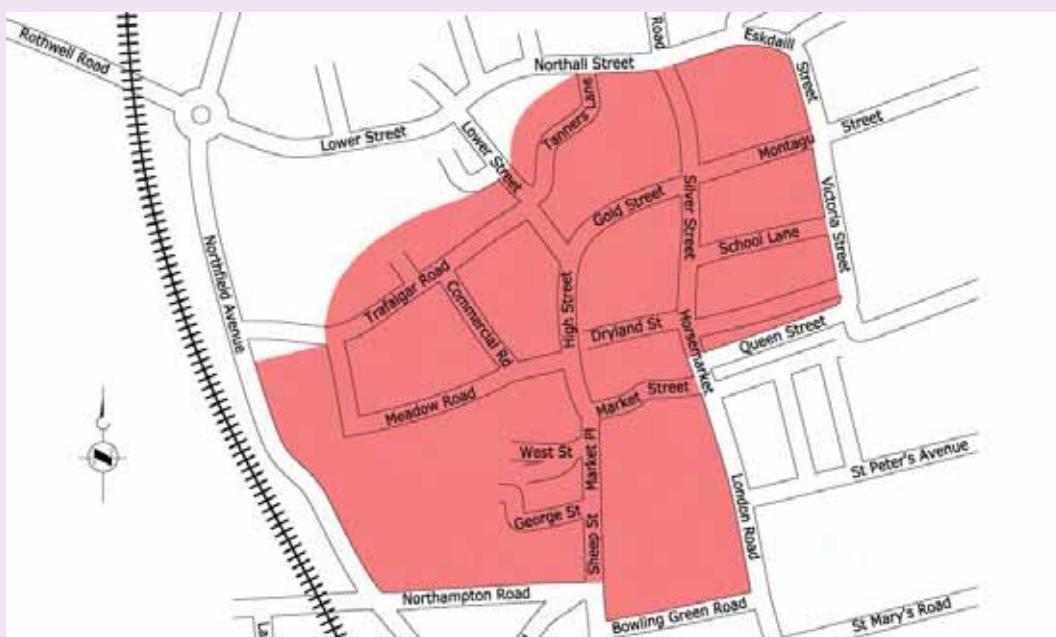 Rothwell Road
Road
Eskdaill
Street
Northall Street
Lower Street
Lower Street
Tanners Lane
Montagu Street
Gold Street
Silver Street
Victoria Street
School Lane
Northfield Avenue
Trafalgar Road
Commercial Rd
High Street
Dryland St
Horsemarket
Queen Street
Meadow Road
Market Street
West St
Market Pl
St Peter's Avenue
George St
Sheep St
London Road
Northampton Road
Bowling Green Road
St Mary's Road
La